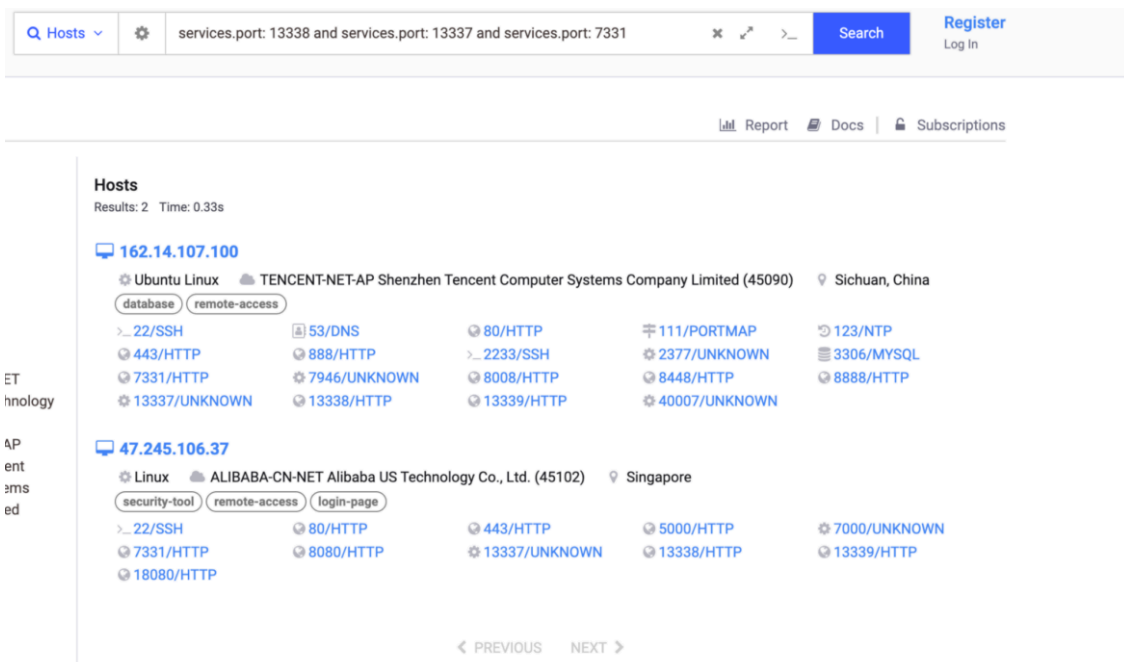 Hosts services.port: 13338 and services.port: 13337 and services.port: 7331 >_ Search Register
Log In
Report Docs Subscriptions
Hosts
Results: 2 Time: 0.33s
162.14.107.100
Ubuntu Linux TENCENT-NET-AP Shenzhen Tencent Computer Systems Company Limited (45090) Sichuan, China
database remote-access
>_ 22/SSH 53/DNS 80/HTTP 111/PORTMAP 123/NTP
443/HTTP 888/HTTP >_ 2233/SSH 2377/UNKNOWN 3306/MYSQL
7331/HTTP 7946/UNKNOWN 8008/HTTP 8448/HTTP 8888/HTTP
13337/UNKNOWN 13338/HTTP 13339/HTTP 40007/UNKNOWN
ET
hnology
AP
ent
ems
ed
47.245.106.37
Linux ALIBABA-CN-NET Alibaba US Technology Co., Ltd. (45102) Singapore
security-tool remote-access login-page
>_ 22/SSH 80/HTTP 443/HTTP 5000/HTTP 7000/UNKNOWN
7331/HTTP 8080/HTTP 13337/UNKNOWN 13338/HTTP 13339/HTTP
18080/HTTP
PREVIOUS NEXT